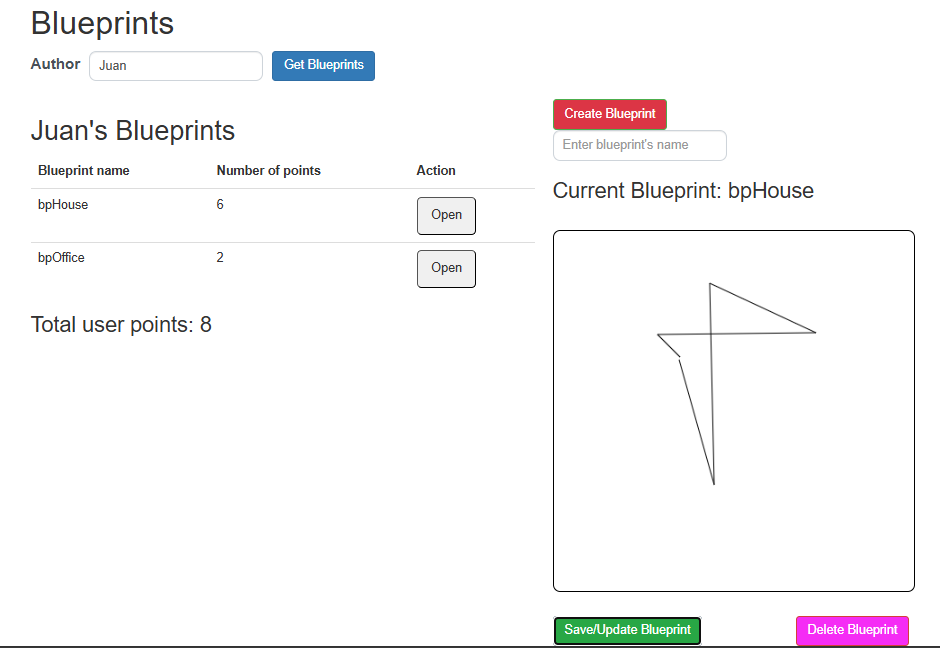 Blueprints
Author Juan Get Blueprints
Juan's Blueprints
Blueprint name Number of points Action
bpHouse 6 Open
bpOffice 2 Open
Total user points: 8
Create Blueprint
Enter blueprint's name
Current Blueprint: bpHouse
Save/Update Blueprint Delete Blueprint